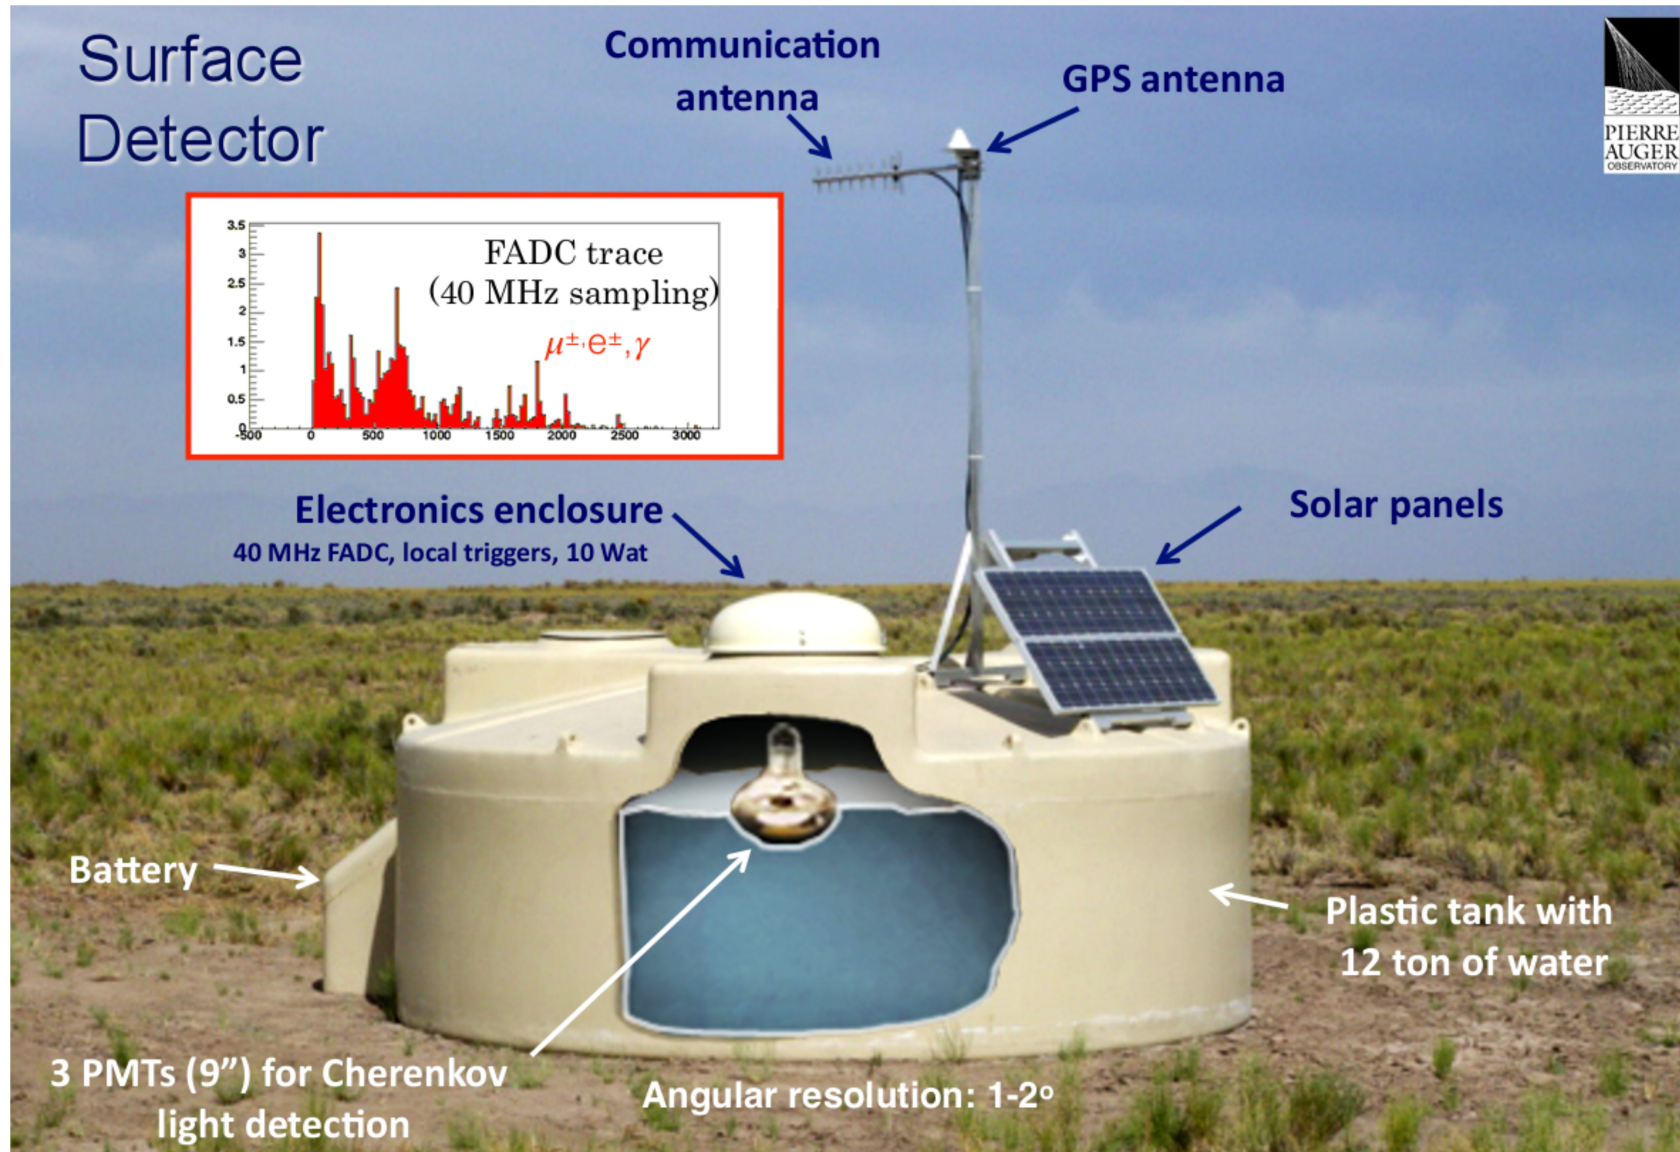 Surface
Detector
Communication
antenna
GPS antenna
PIERRE
AUGER
OBSERVATORY
3.5
3
2.5
2
1.5
1
0.5
0
-500 0 500 1000 1500 2000 2500 3000
FADC trace
(40 MHz sampling)
μ±,e±,γ
Electronics enclosure
40 MHz FADC, local triggers, 10 Wat
Solar panels
Battery
Plastic tank with
12 ton of water
3 PMTs (9”) for Cherenkov
light detection
Angular resolution: 1-2º